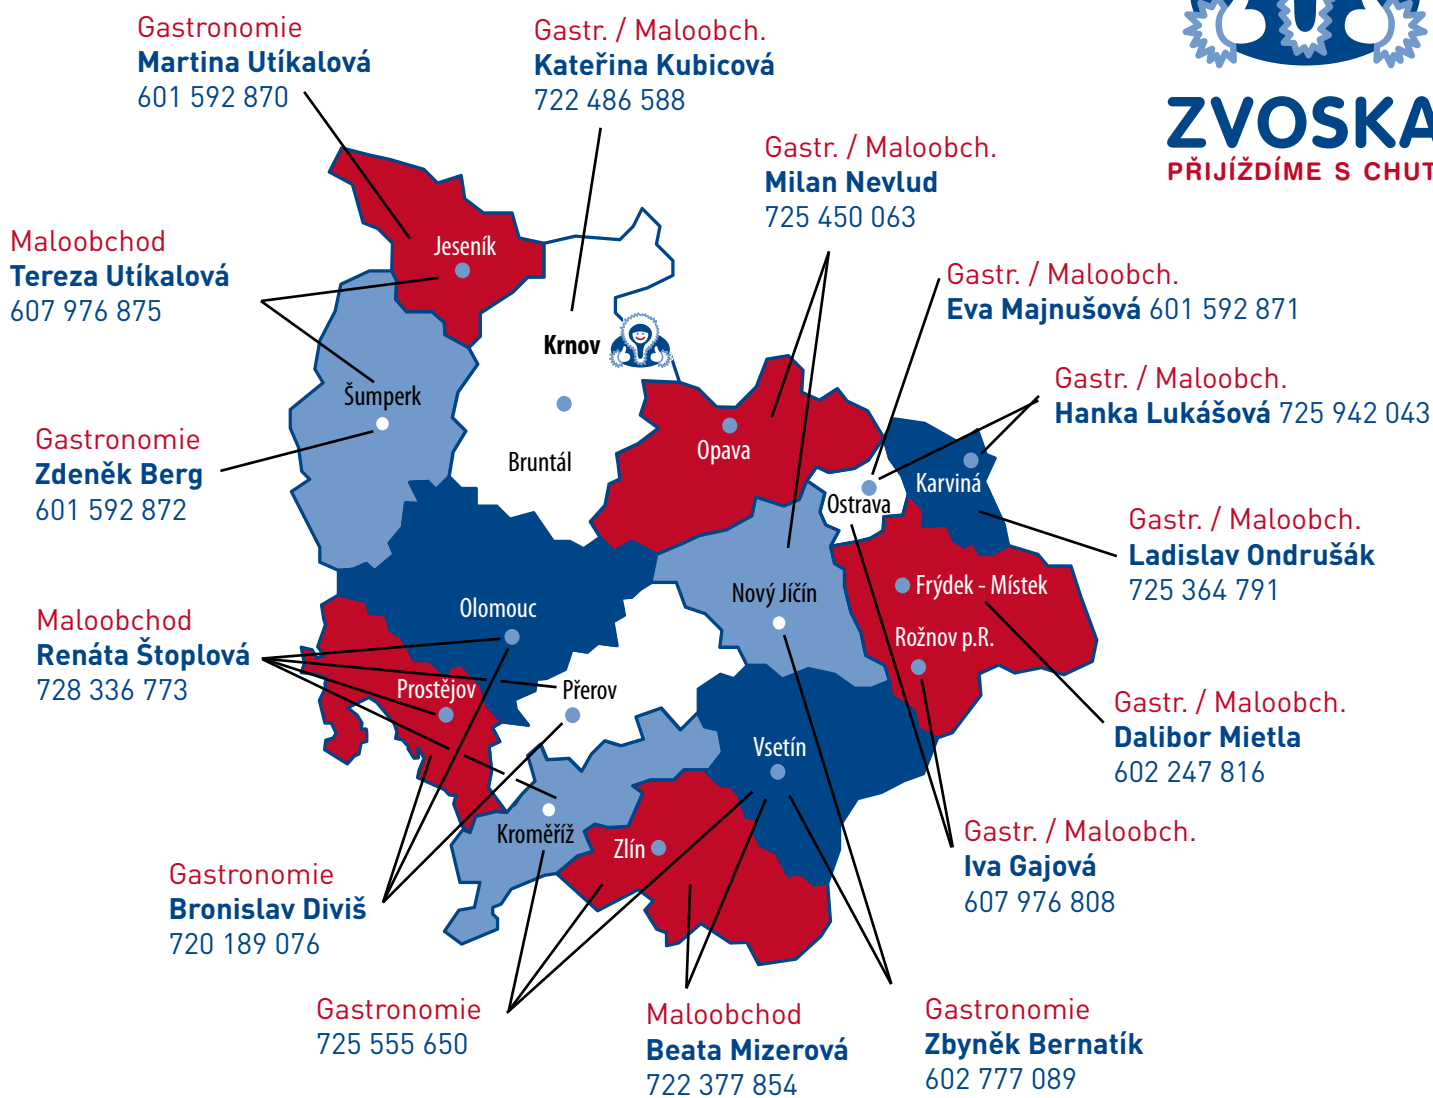 Gastronomie
Martina Utíkalová
601 592 870
Gastr. / Maloobch.
Kateřina Kubicová
722 486 588
ZVOSKA
PŘIJÍŽDÍME S CHUT
Gastr. / Maloobch.
Milan Nevlud
725 450 063
Maloobchod
Tereza Utíkalová
607 976 875
Jeseník
Gastr. / Maloobch.
Eva Majnušová 601 592 871
Krnov
Gastr. / Maloobch.
Hanka Lukášová 725 942 043
Šumperk
Gastronomie
Zdeněk Berg
601 592 872
Bruntál
Opava
Karviná
Ostrava
Gastr. / Maloobch.
Ladislav Ondrušák
725 364 791
Frýdek - Místek
Nový Jíčín
Olomouc
Rožnov p.R.
Maloobchod
Renáta Štoplová
728 336 773
Prostějov
Přerov
Gastr. / Maloobch.
Dalibor Mietla
602 247 816
Vsetín
Kroměříž
Zlín
Gastr. / Maloobch.
Iva Gajová
607 976 808
Gastronomie
Bronislav Diviš
720 189 076
Gastronomie
725 555 650
Maloobchod
Beata Mizerová
722 377 854
Gastronomie
Zbyněk Bernatík
602 777 089